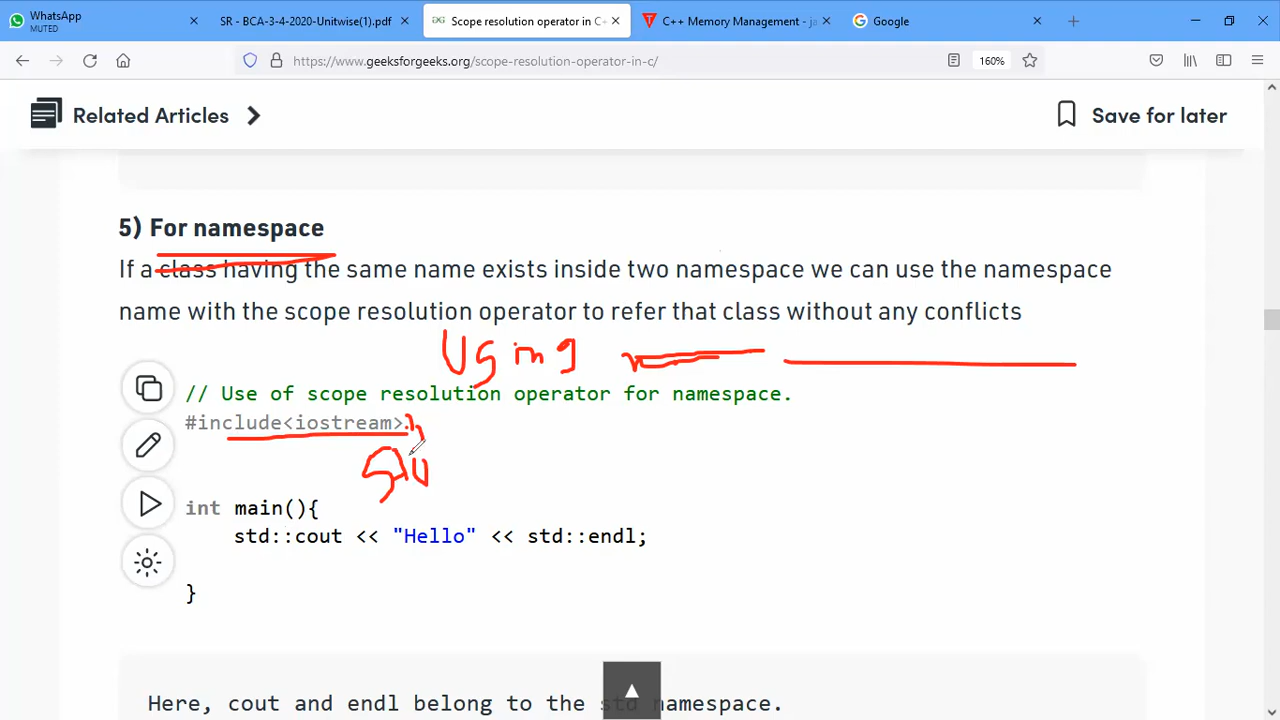 WhatsApp
MUTED
SR - BCA-3-4-2020-Unitwise(1).pdf
Scope resolution operator in C+
C++ Memory Management - ja
Google
https://www.geeksforgeeks.org/scope-resolution-operator-in-c/
160%
Related Articles
Save for later
5) For namespace
If a class having the same name exists inside two namespace we can use the namespace
name with the scope resolution operator to refer that class without any conflicts
Using
// Use of scope resolution operator for namespace.
#include<iostream>
int main(){
std::cout << "Hello" << std::endl;
}
Here, cout and endl belong to the std namespace.